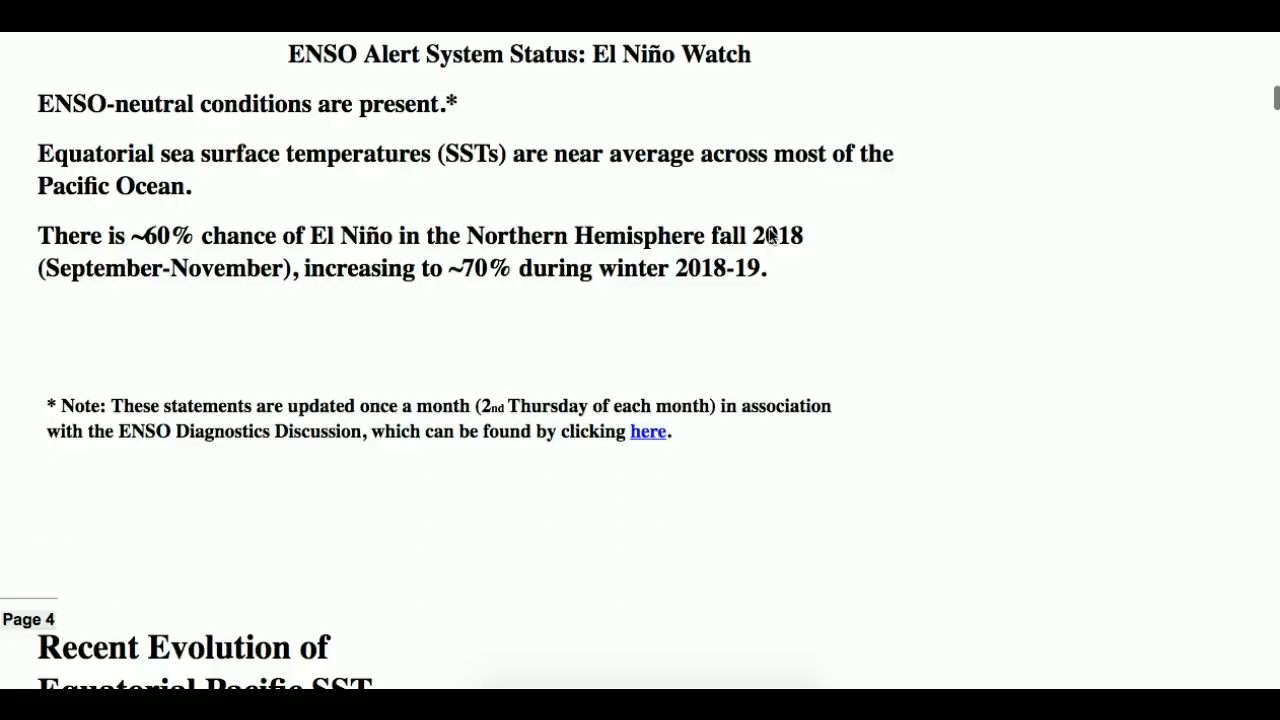 ENSO Alert System Status: El Niño Watch
ENSO-neutral conditions are present.*
Equatorial sea surface temperatures (SSTs) are near average across most of the
Pacific Ocean.
There is ~60% chance of El Niño in the Northern Hemisphere fall 2018
(September-November), increasing to ~70% during winter 2018-19.
* Note: These statements are updated once a month (2nd Thursday of each month) in association
with the ENSO Diagnostics Discussion, which can be found by clicking here.
Page 4
Recent Evolution of
Equatorial Pacific SST